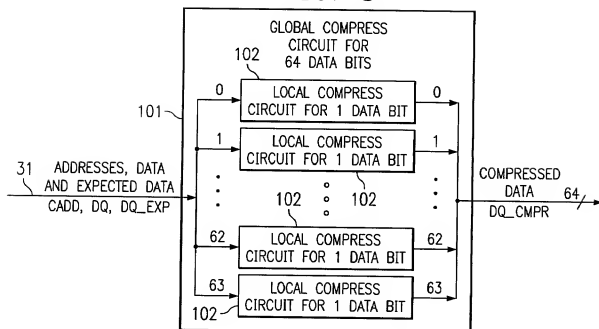 GLOBAL COMPRESS
CIRCUIT FOR
64 DATA BITS
102
0
LOCAL COMPRESS
CIRCUIT FOR 1 DATA BIT
0
101
1
LOCAL COMPRESS
CIRCUIT FOR 1 DATA BIT
1
31
ADDRESSES, DATA
AND EXPECTED DATA
CADD, DQ, DQ_EXP
102
102
COMPRESSED
DATA
64
DQ_CMPR
62
LOCAL COMPRESS
CIRCUIT FOR 1 DATA BIT
62
63
LOCAL COMPRESS
CIRCUIT FOR 1 DATA BIT
63
102